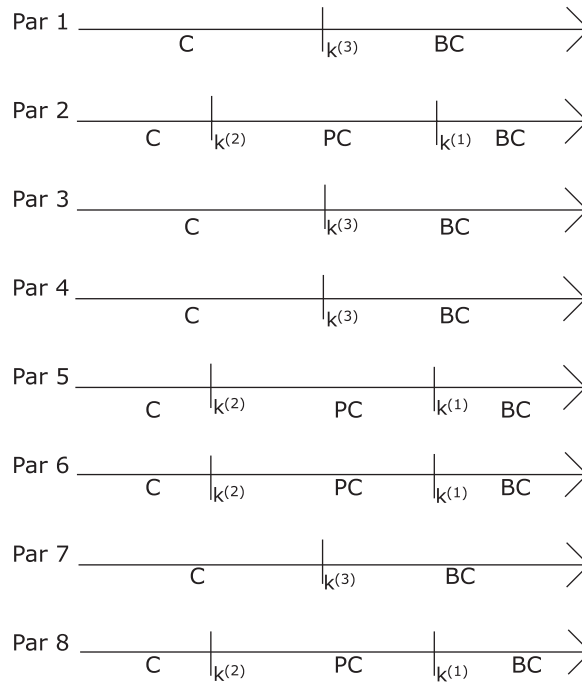 Par 1
C k(3) BC
Par 2
C k(2) PC k(1) BC
Par 3
C k(3) BC
Par 4
C k(3) BC
Par 5
C k(2) PC k(1) BC
Par 6
C k(2) PC k(1) BC
Par 7
C k(3) BC
Par 8
C k(2) PC k(1) BC